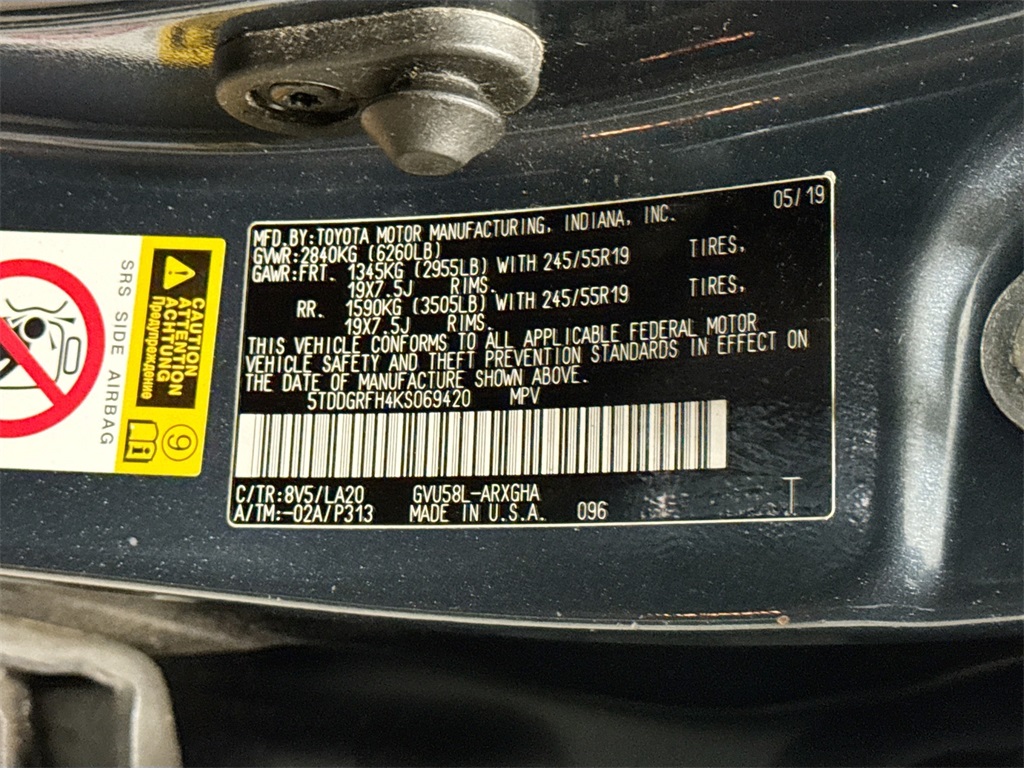 05/19
MFD.BY:TOYOTA MOTOR MANUFACTURING, INDIANA, INC.
GVWR:2840KG (6260LB)
GAWR:FRT. 1345KG (2955LB) WITH 245/55R19 TIRES,
19X7.5J RIMS.
RR. 1590KG (3505LB) WITH 245/55R19 TIRES,
19X7.5J RIMS.
THIS VEHICLE CONFORMS TO ALL APPLICABLE FEDERAL MOTOR
VEHICLE SAFETY AND THEFT PREVENTION STANDARDS IN EFFECT ON
THE DATE OF MANUFACTURE SHOWN ABOVE.
5TDDGRFH4KS069420 MPV
C/TR:8V5/LA20 GVU58L-ARXGHA
A/TM:-02A/P313 MADE IN U.S.A. 096
T
CAUTION
ATTENTION
ACHTUNG
Предупреждение
SRS SIDE AIRBAG
9
i